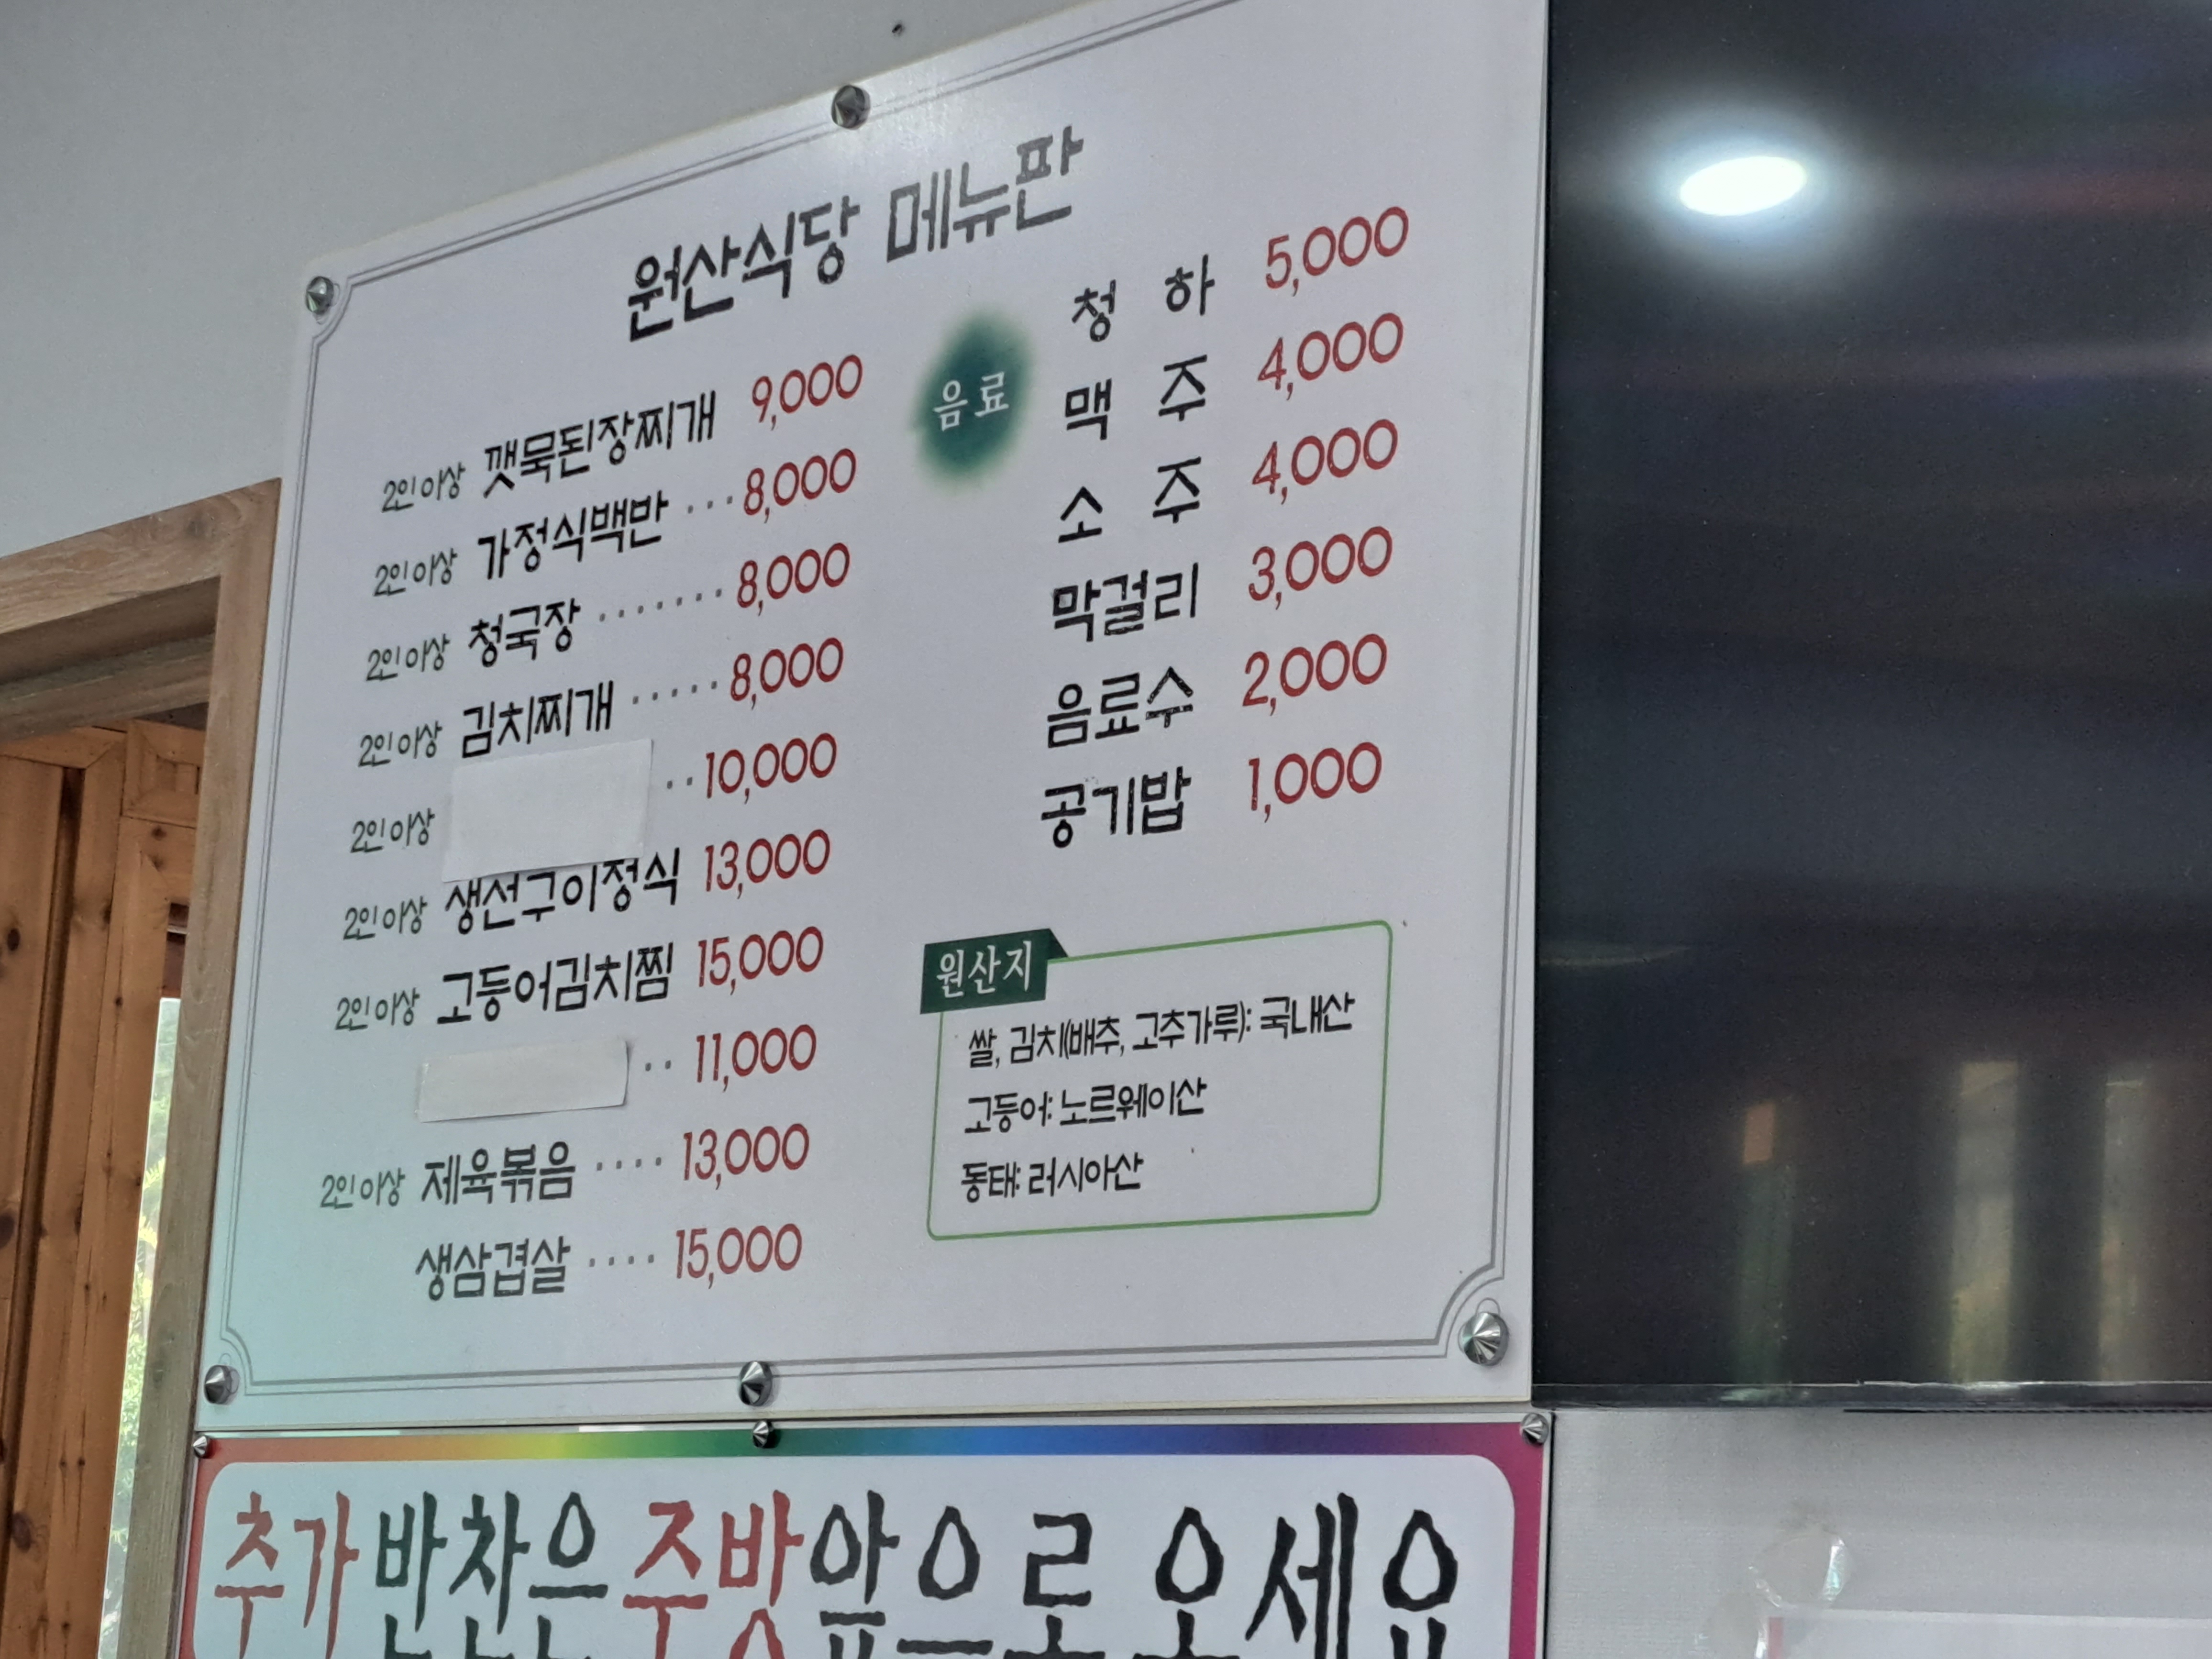 원산식당 메뉴판
2인이상 깻묵된장찌개 9,000
2인이상 가정식백반 ··· 8,000
2인이상 청국장 ······· 8,000
2인이상 김치찌개 ····· 8,000
2인이상 ·· 10,000
2인이상 생선구이정식 13,000
2인이상 고등어김치찜 15,000
·· 11,000
2인이상 제육볶음 ···· 13,000
생삼겹살 ···· 15,000
음료
청 하 5,000
맥 주 4,000
소 주 4,000
막걸리 3,000
음료수 2,000
공기밥 1,000
원산지
쌀, 김치(배추, 고추가루): 국내산
고등어: 노르웨이산
동태: 러시아산
추가반찬은 주방앞으로 오세요